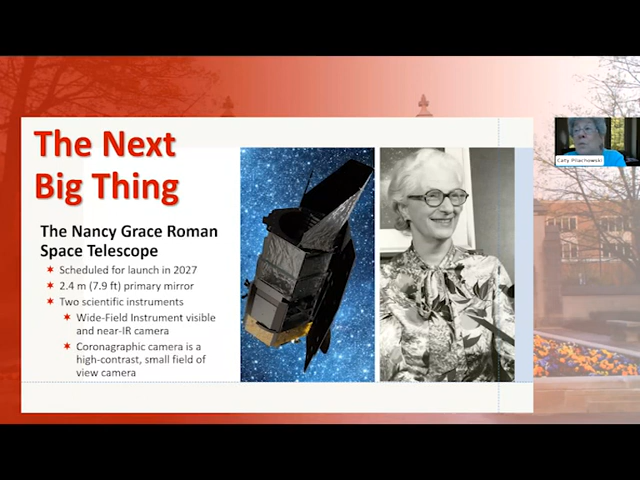 The Next
Big Thing
The Nancy Grace Roman
Space Telescope
Scheduled for launch in 2027
2.4 m (7.9 ft) primary mirror
Two scientific instruments
Wide-Field Instrument visible
and near-IR camera
Coronagraphic camera is a
high-contrast, small field of
view camera
Caty Pilachowski